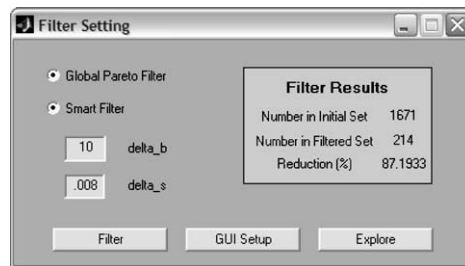 Filter Setting
Global Pareto Filter
Smart Filter
10 delta_b
.008 delta_s
Filter Results
Number in Initial Set 1671
Number in Filtered Set 214
Reduction (%) 87.1933
Filter GUI Setup Explore